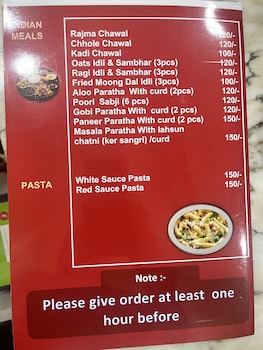 INDIAN
MEALS
Rajma Chawal 120/-
Chhole Chawal 120/-
Kadi Chawal 100/-
Oats idli & Sambhar (3pcs) 120/-
Ragi idli & Sambhar (3pcs) 120/-
Fried Moong Dal Idli (3pcs) 100/-
Aloo Paratha With curd (2pcs) 120/-
Poori Sabji (6 pcs) 120/-
Gobi Paratha With curd (2 pcs) 120/-
Paneer Paratha With curd (2 pcs) 150/-
Masala Paratha With lahsun
chatni (ker sangri) /curd 150/-
PASTA
White Sauce Pasta 150/-
Red Sauce Pasta 150/-
Note :-
Please give order at least one
hour before